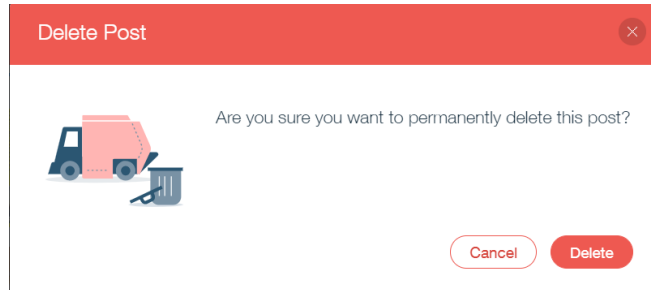 Delete Post
Are you sure you want to permanently delete this post?
Cancel
Delete